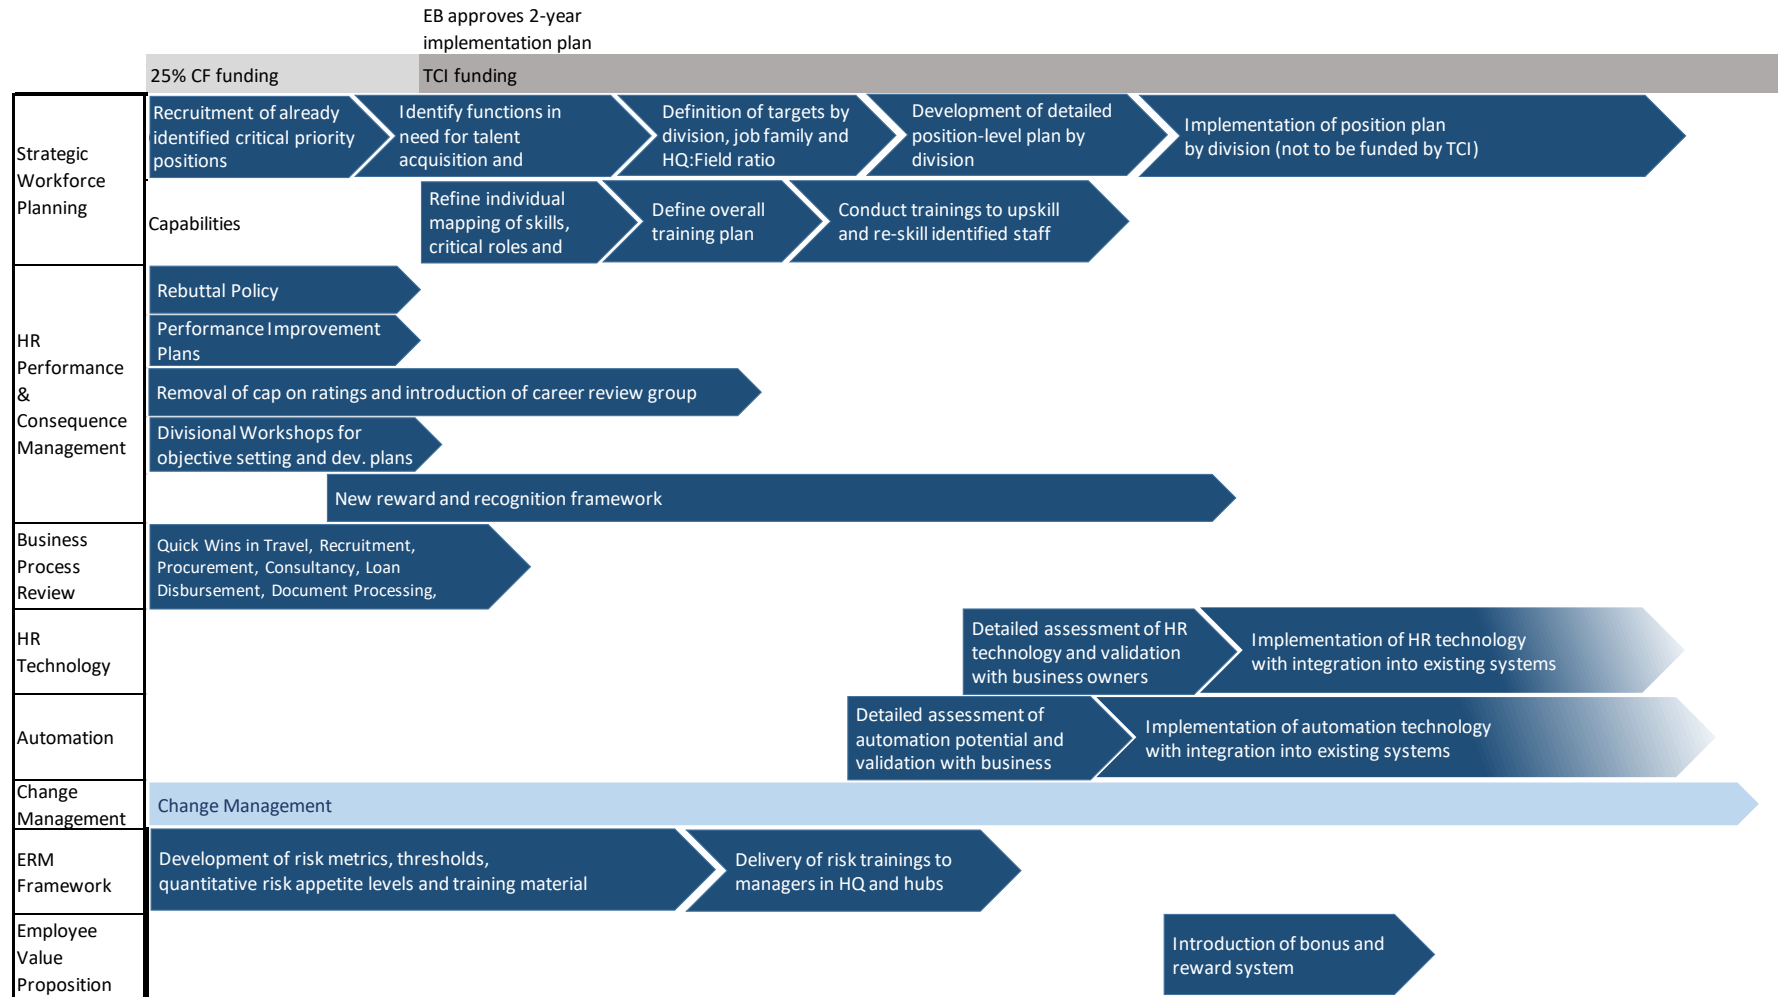 EB approves 2-year
implementation plan
25% CF funding
TCI funding
Strategic
Workforce
Planning
Recruitment of already
identified critical priority
positions
Identify functions in
need for talent
acquisition and
Definition of targets by
division, job family and
HQ:Field ratio
Development of detailed
position-level plan by
division
Implementation of position plan
by division (not to be funded by TCI)
Capabilities
Refine individual
mapping of skills,
critical roles and
Define overall
training plan
Conduct trainings to upskill
and re-skill identified staff
HR
Performance
&
Consequence
Management
Rebuttal Policy
Performance Improvement
Plans
Removal of cap on ratings and introduction of career review group
Divisional Workshops for
objective setting and dev. plans
New reward and recognition framework
Business
Process
Review
Quick Wins in Travel, Recruitment,
Procurement, Consultancy, Loan
Disbursement, Document Processing,
HR
Technology
Detailed assessment of HR
technology and validation
with business owners
Implementation of HR technology
with integration into existing systems
Automation
Detailed assessment of
automation potential and
validation with business
Implementation of automation technology
with integration into existing systems
Change
Management
Change Management
ERM
Framework
Development of risk metrics, thresholds,
quantitative risk appetite levels and training material
Delivery of risk trainings to
managers in HQ and hubs
Employee
Value
Proposition
Introduction of bonus and
reward system